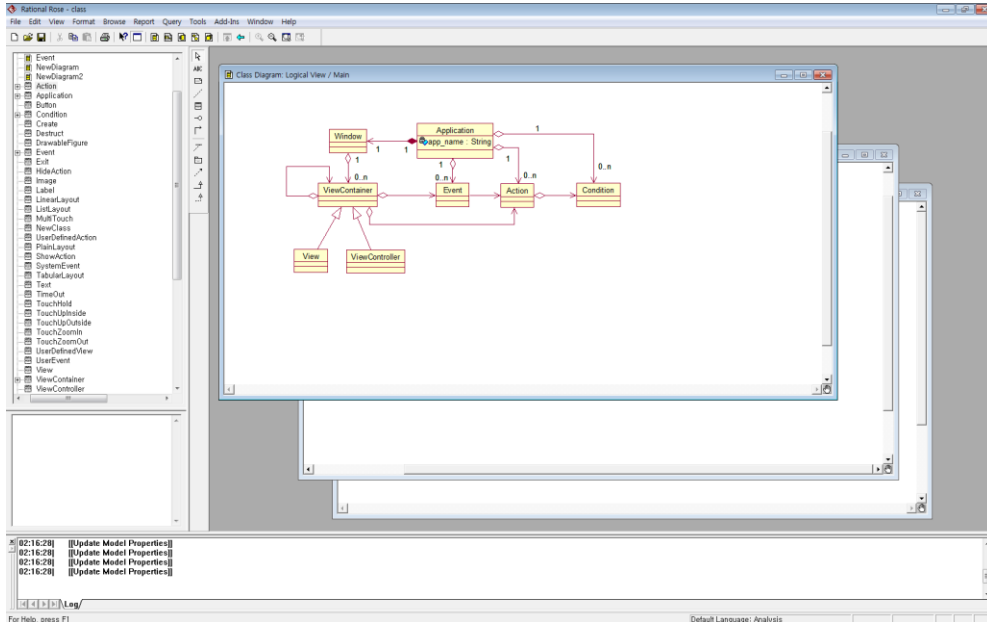 Rational Rose - class
File Edit View Format Browse Report Query Tools Add-Ins Window Help
Event
NewDiagram
NewDiagram2
Action
Application
Button
Condition
Create
Destruct
DrawableFigure
Event
Exit
HideAction
Image
Label
LinearLayout
ListLayout
MultiTouch
NewClass
UserDefinedAction
PlainLayout
ShowAction
SystemEvent
TabularLayout
Text
TimeOut
TouchHold
TouchUpInside
TouchUpOutside
TouchZoomIn
TouchZoomOut
UserDefinedView
UserEvent
View
ViewContainer
ViewController
ABC
Class Diagram: Logical View / Main
Application
app_name : String
Window
1
1
1
1
1
1
0..n
0..n
0..n
0..n
ViewContainer
Event
Action
Condition
View
ViewController
02:16:28| [[Update Model Properties]]
02:16:28| [[Update Model Properties]]
02:16:28| [[Update Model Properties]]
02:16:28| [[Update Model Properties]]
Log
For Help, press F1
Default Language: Analysis